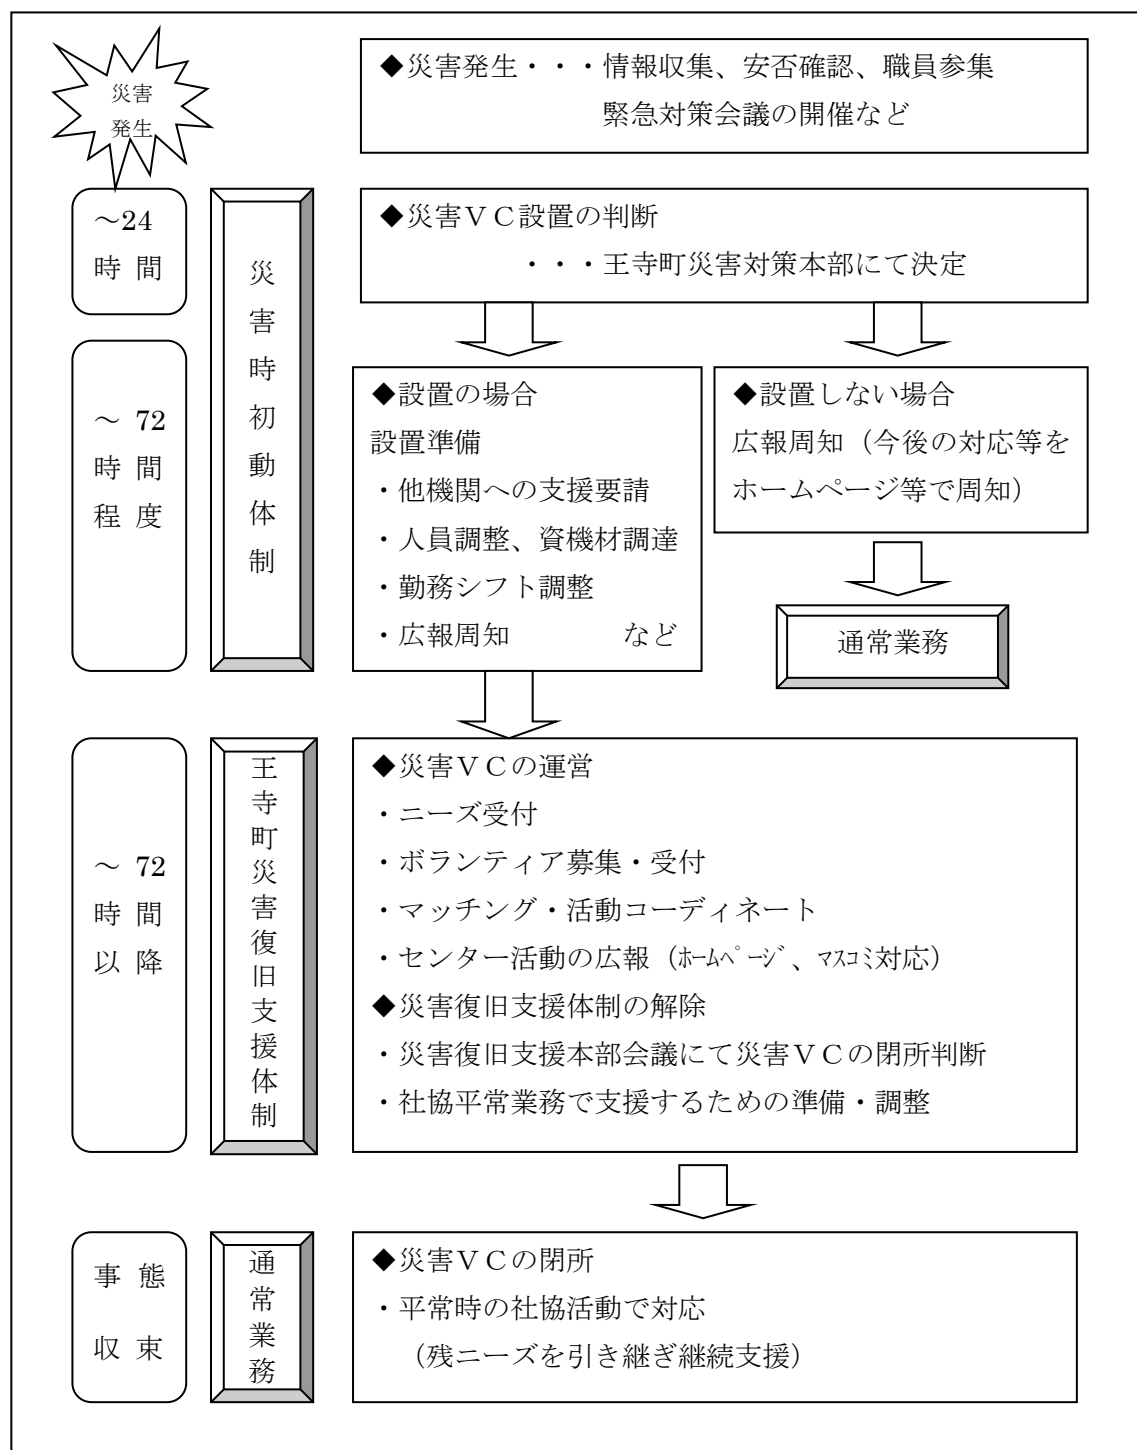 災害
発生
◆災害発生・・・情報収集、安否確認、職員参集
緊急対策会議の開催など
～24
時間
災害時初動体制
◆災害ＶＣ設置の判断
・・・王寺町災害対策本部にて決定
～ 72
時間
程度
◆設置の場合
設置準備
・他機関への支援要請
・人員調整、資機材調達
・勤務シフト調整
・広報周知　　　　など
◆設置しない場合
広報周知（今後の対応等を
ホームページ等で周知）
通常業務
～ 72
時間
以降
王寺町災害復旧支援体制
◆災害ＶＣの運営
・ニーズ受付
・ボランティア募集・受付
・マッチング・活動コーディネート
・センター活動の広報（ﾎｰﾑﾍﾟｰｼﾞ、ﾏｽｺﾐ対応）
◆災害復旧支援体制の解除
・災害復旧支援本部会議にて災害ＶＣの閉所判断
・社協平常業務で支援するための準備・調整
事態
収束
通常業務
◆災害ＶＣの閉所
・平常時の社協活動で対応
（残ニーズを引き継ぎ継続支援）